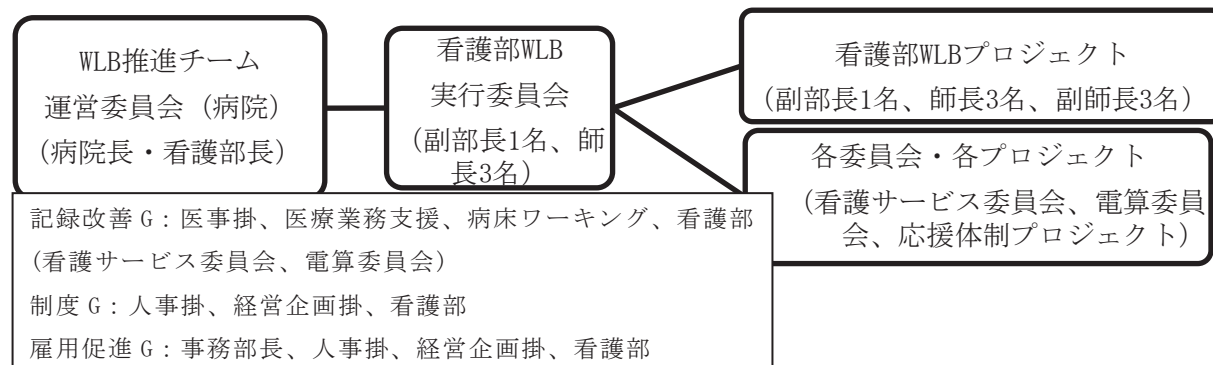 WLB推進チーム
運営委員会（病院）
（病院長・看護部長）
看護部WLB
実行委員会
（副部長1名、師
長3名）
看護部WLBプロジェクト
（副部長1名、師長3名、副師長3名）
各委員会・各プロジェクト
（看護サービス委員会、電算委員
会、応援体制プロジェクト）
記録改善 G：医事掛、医療業務支援、病床ワーキング、看護部
（看護サービス委員会、電算委員会）
制度 G：人事掛、経営企画掛、看護部
雇用促進 G：事務部長、人事掛、経営企画掛、看護部